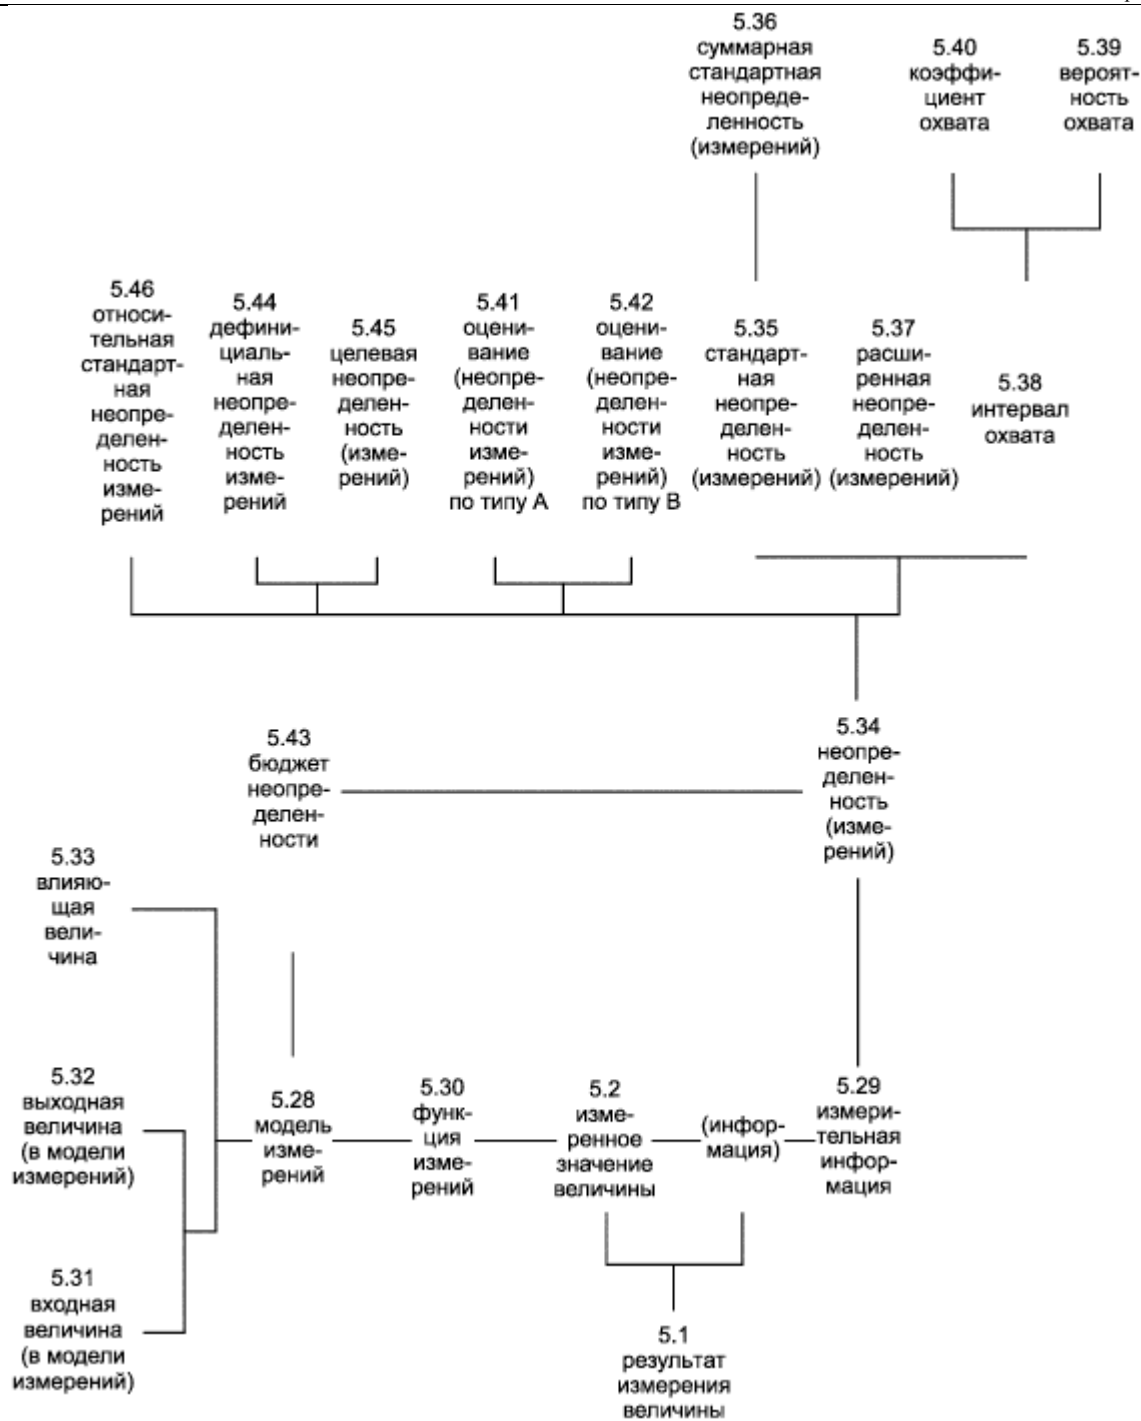 5.36
суммарная
стандартная
неопреде-
ленность
(измерений)
5.40
коэффи-
циент
охвата
5.39
вероят-
ность
охвата
5.46
относи-
тельная
стандарт-
ная
неопре-
делен-
ность
изме-
рений
5.44
дефини-
циаль-
ная
неопре-
делен-
ность
изме-
рений
5.45
целевая
неопре-
делен-
ность
(изме-
рений)
5.41
оцени-
вание
(неопре-
делен-
ности
изме-
рений)
по типу А
5.42
оцени-
вание
(неопре-
делен-
ности
изме-
рений)
по типу В
5.35
стандарт-
ная
неопре-
делен-
ность
(измерений)
5.37
расши-
ренная
неопре-
делен-
ность
(измерений)
5.38
интервал
охвата
5.43
бюджет
неопре-
делен-
ности
5.34
неопре-
делен-
ность
(изме-
рений)
5.33
влияю-
щая
вели-
чина
5.32
выходная
величина
(в модели
измерений)
5.28
модель
изме-
рений
5.30
функ-
ция
изме-
рений
5.2
изме-
ренное
значение
величины
(инфор-
мация)
5.29
измери-
тельная
инфор-
мация
5.31
входная
величина
(в модели
измерений)
5.1
результат
измерения
величины